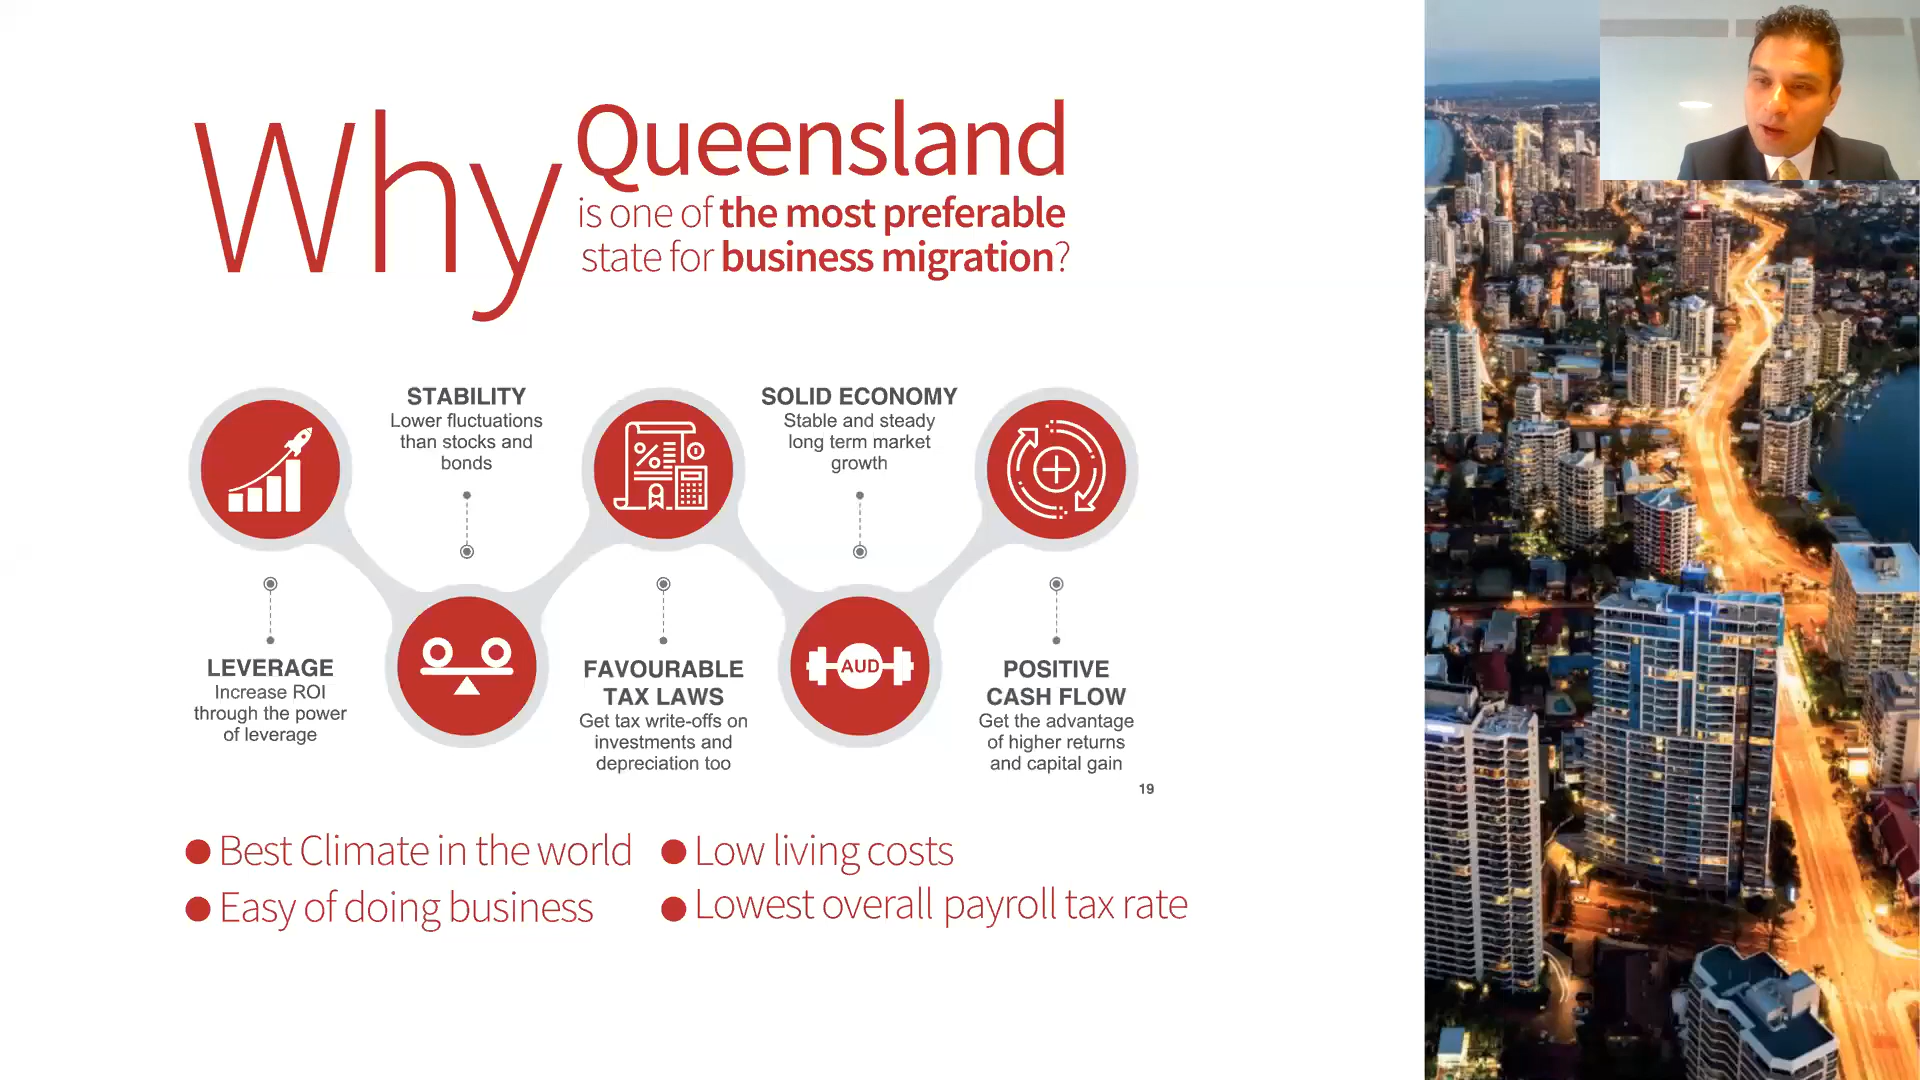 Why
Queensland
is one of the most preferable
state for business migration?
STABILITY
Lower fluctuations
than stocks and
bonds
SOLID ECONOMY
Stable and steady
long term market
growth
LEVERAGE
Increase ROI
through the power
of leverage
FAVOURABLE
TAX LAWS
Get tax write-offs on
investments and
depreciation too
AUD
POSITIVE
CASH FLOW
Get the advantage
of higher returns
and capital gain
19
Best Climate in the world
Easy of doing business
Low living costs
Lowest overall payroll tax rate